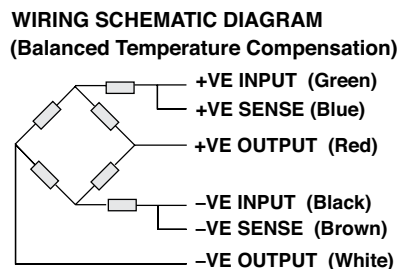 WIRING SCHEMATIC DIAGRAM
(Balanced Temperature Compensation)
+VE INPUT (Green)
+VE SENSE (Blue)
+VE OUTPUT (Red)
–VE INPUT (Black)
–VE SENSE (Brown)
–VE OUTPUT (White)